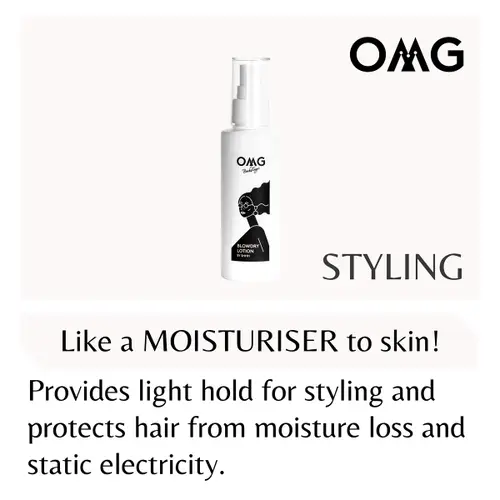 OMG
OMG
BLOWDRY
LOTION
STYLING
Like a MOISTURISER to skin!
Provides light hold for styling and
protects hair from moisture loss and
static electricity.